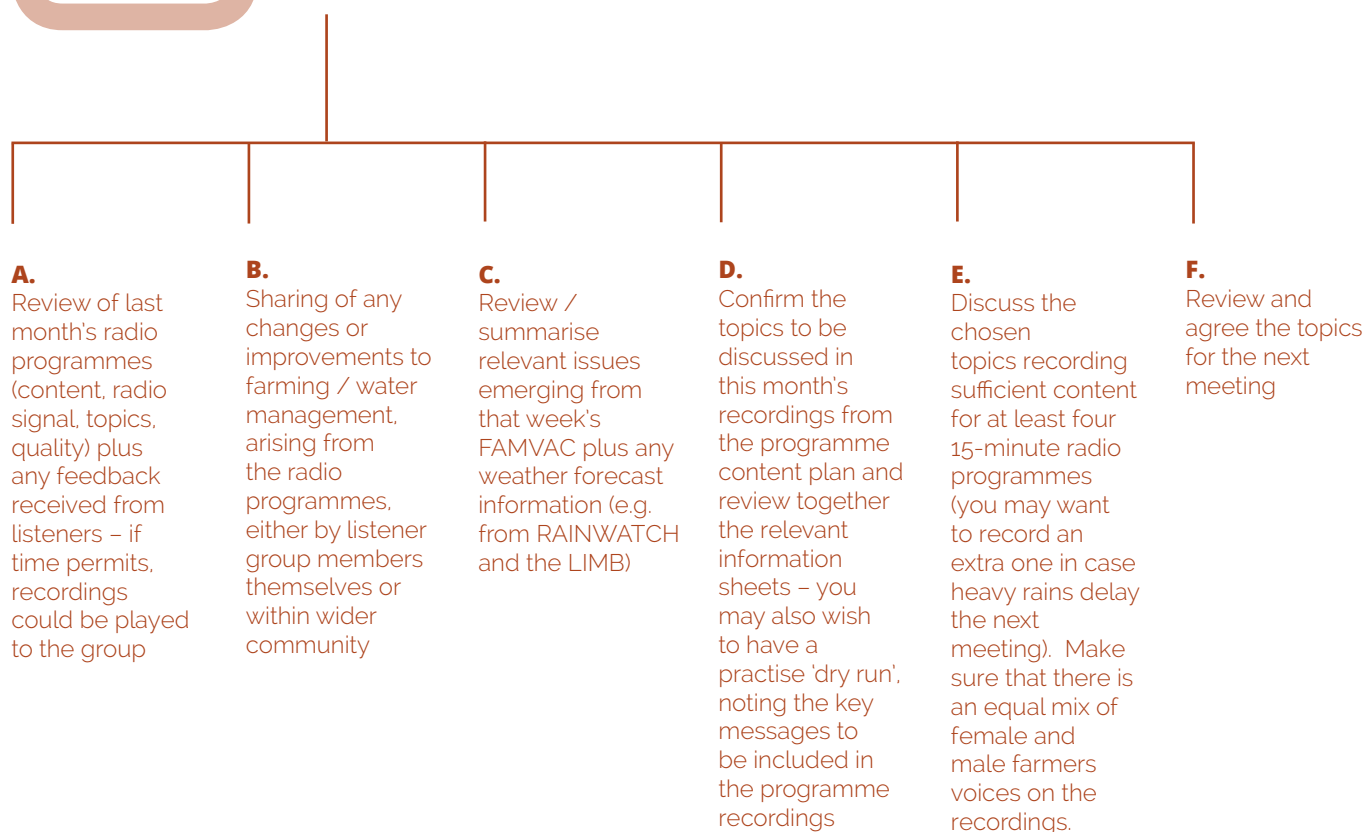 A.
Review of last
month's radio
programmes
(content, radio
signal, topics,
quality) plus
any feedback
received from
listeners – if
time permits,
recordings
could be played
to the group
B.
Sharing of any
changes or
improvements to
farming / water
management,
arising from
the radio
programmes,
either by listener
group members
themselves or
within wider
community
C.
Review /
summarise
relevant issues
emerging from
that week's
FAMVAC plus any
weather forecast
information (e.g.
from RAINWATCH
and the LIMB)
D.
Confirm the
topics to be
discussed in
this month's
recordings from
the programme
content plan and
review together
the relevant
information
sheets – you
may also wish
to have a
practise 'dry run',
noting the key
messages to
be included in
the programme
recordings
E.
Discuss the
chosen
topics recording
sufficient content
for at least four
15-minute radio
programmes
(you may want
to record an
extra one in case
heavy rains delay
the next
meeting). Make
sure that there is
an equal mix of
female and
male farmers
voices on the
recordings.
F.
Review and
agree the topics
for the next
meeting